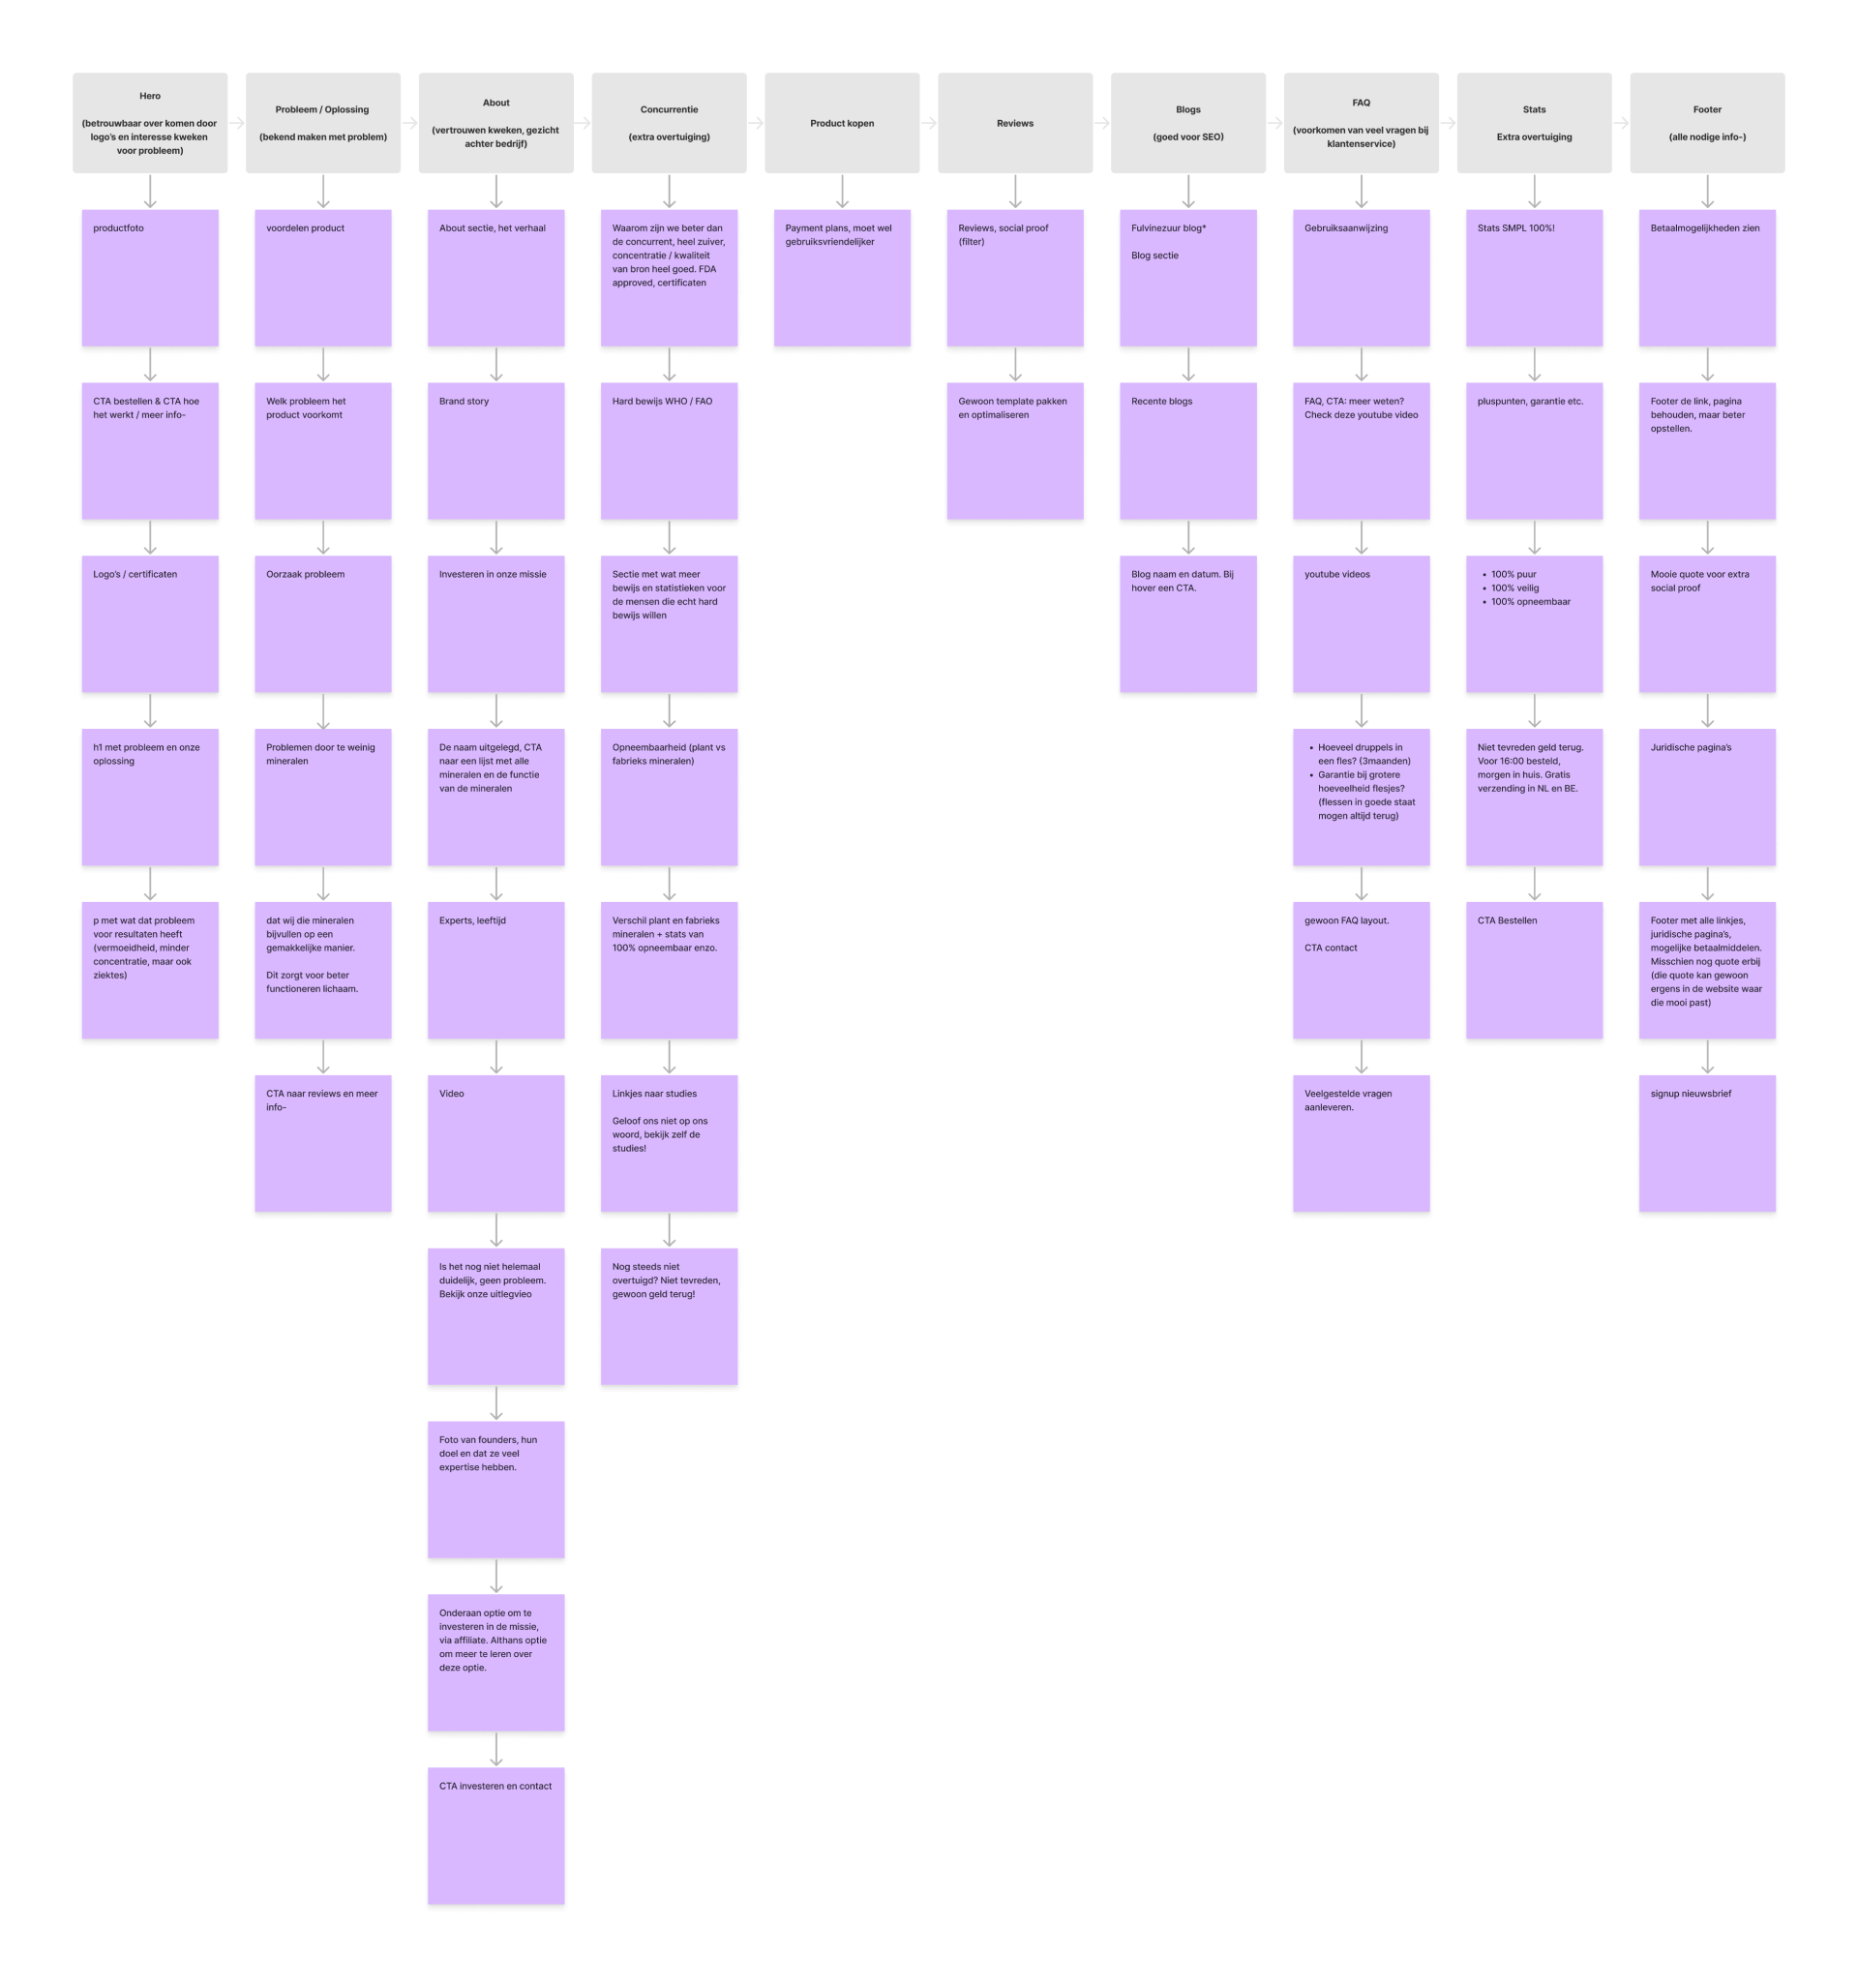 Hero
(betrouwbaar over komen door
logo's en interesse kweken
voor probleem)
productfoto
CTA bestellen & CTA hoe
het werkt / meer info-
Logo's / certificaten
h1 met probleem en onze
oplossing
p met wat dat probleem
voor resultaten heeft
(vermoeidheid, minder
concentratie, maar ook
ziektes)
Probleem / Oplossing
(bekend maken met problem)
voordelen product
Welk probleem het
product voorkomt
Oorzaak probleem
Problemen door te weinig
mineralen
dat wij die mineralen
bijvullen op een
gemakkelijke manier.
Dit zorgt voor beter
functioneren lichaam.
CTA naar reviews en meer
info-
About
(vertrouwen kweken, gezicht
achter bedrijf)
About sectie, het verhaal
Brand story
Investeren in onze missie
De naam uitgelegd, CTA
naar een lijst met alle
mineralen en de functie
van de mineralen
Experts, leeftijd
Video
Is het nog niet helemaal
duidelijk, geen probleem.
Bekijk onze uitlegvieo
Foto van founders, hun
doel en dat ze veel
expertise hebben.
Onderaan optie om te
investeren in de missie,
via affiliate. Althans optie
om meer te leren over
deze optie.
CTA investeren en contact
Concurrentie
(extra overtuiging)
Waarom zijn we beter dan
de concurrent, heel zuiver,
concentratie / kwaliteit
van bron heel goed. FDA
approved, certificaten
Hard bewijs WHO / FAO
Sectie met wat meer
bewijs en statistieken voor
de mensen die echt hard
bewijs willen
Opneembaarheid (plant vs
fabrieks mineralen)
Verschil plant en fabrieks
mineralen + stats van
100% opneembaar enzo.
Linkjes naar studies
Geloof ons niet op ons
woord, bekijk zelf de
studies!
Nog steeds niet
overtuigd? Niet tevreden,
gewoon geld terug!
Product kopen
Payment plans, moet wel
gebruiksvriendelijker
Reviews
Reviews, social proof
(filter)
Gewoon template pakken
en optimaliseren
Blogs
(goed voor SEO)
Fulvinezuur blog*
Blog sectie
Recente blogs
Blog naam en datum. Bij
hover een CTA.
FAQ
(voorkomen van veel vragen bij
klantenservice)
Gebruiksaanwijzing
FAQ, CTA: meer weten?
Check deze youtube video
youtube videos
• Hoeveel druppels in
een fles? (3maanden)
• Garantie bij grotere
hoeveelheid flesjes?
(flessen in goede staat
mogen altijd terug)
gewoon FAQ layout.
CTA contact
Veelgestelde vragen
aanleveren.
Stats
Extra overtuiging
Stats SMPL 100%!
pluspunten, garantie etc.
• 100% puur
• 100% veilig
• 100% opneembaar
Niet tevreden geld terug.
Voor 16:00 besteld,
morgen in huis. Gratis
verzending in NL en BE.
CTA Bestellen
Footer
(alle nodige info-)
Betaalmogelijkheden zien
Footer de link, pagina
behouden, maar beter
opstellen.
Mooie quote voor extra
social proof
Juridische pagina's
Footer met alle linkjes,
juridische pagina's,
mogelijke betaalmiddelen.
Misschien nog quote erbij
(die quote kan gewoon
ergens in de website waar
die mooi past)
signup nieuwsbrief